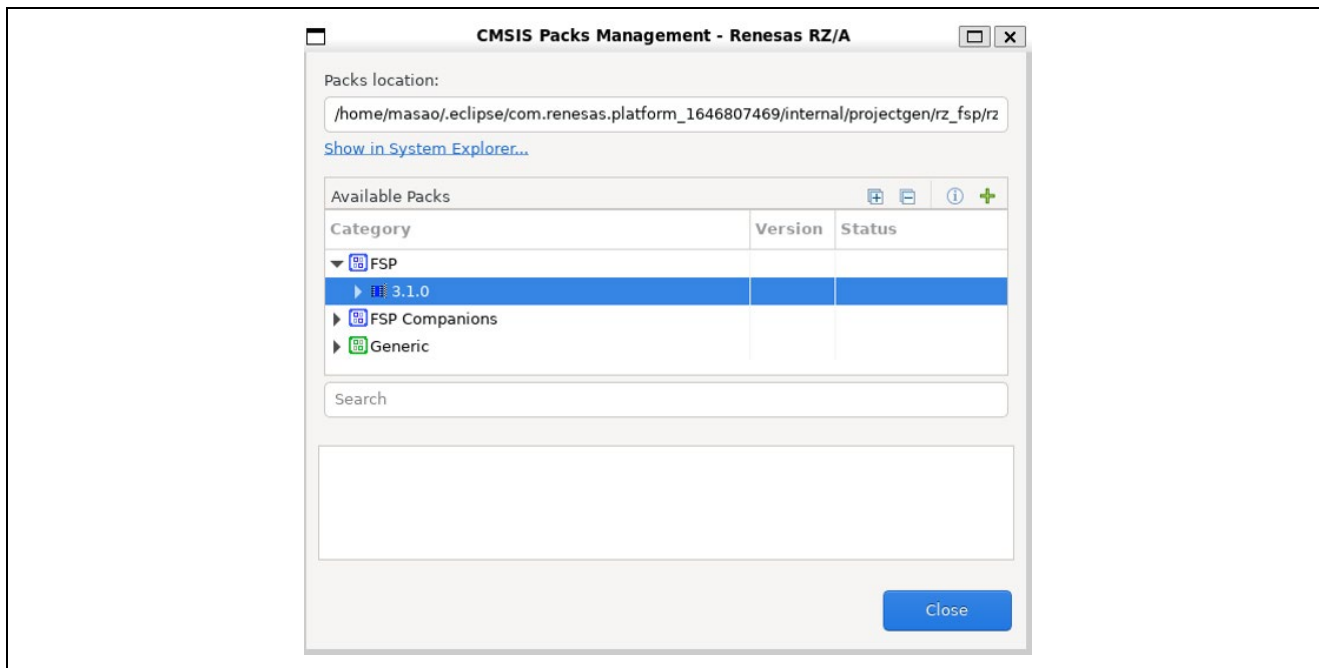 CMSIS Packs Management - Renesas RZ/A
Packs location:
/home/masao/.eclipse/com.renesas.platform_1646807469/internal/projectgen/rz_fsp/rz
Show in System Explorer...
Available Packs
Category Version Status
FSP
3.1.0
FSP Companions
Generic
Search
Close